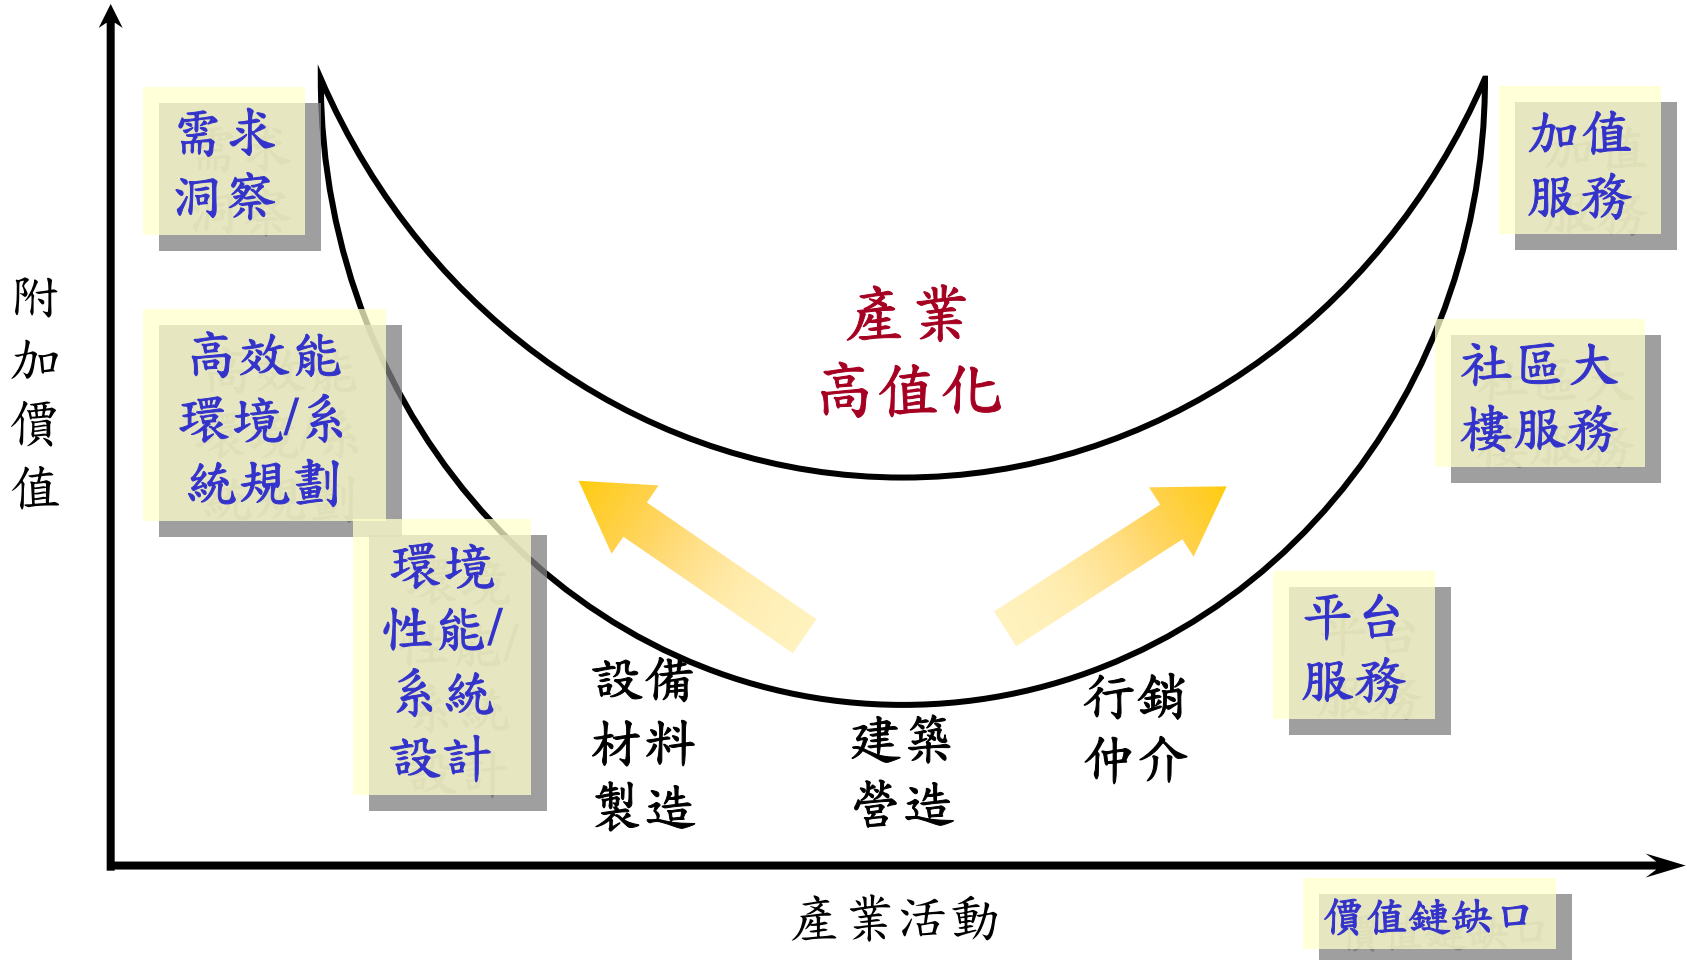 附
加
價
值
需求
洞察
高效能
環境/系
統規劃
環境
性能/
系統
設計
設備
材料
製造
建築
營造
行銷
仲介
產業
高值化
平台
服務
社區大
樓服務
加值
服務
產業活動
價值鏈缺口